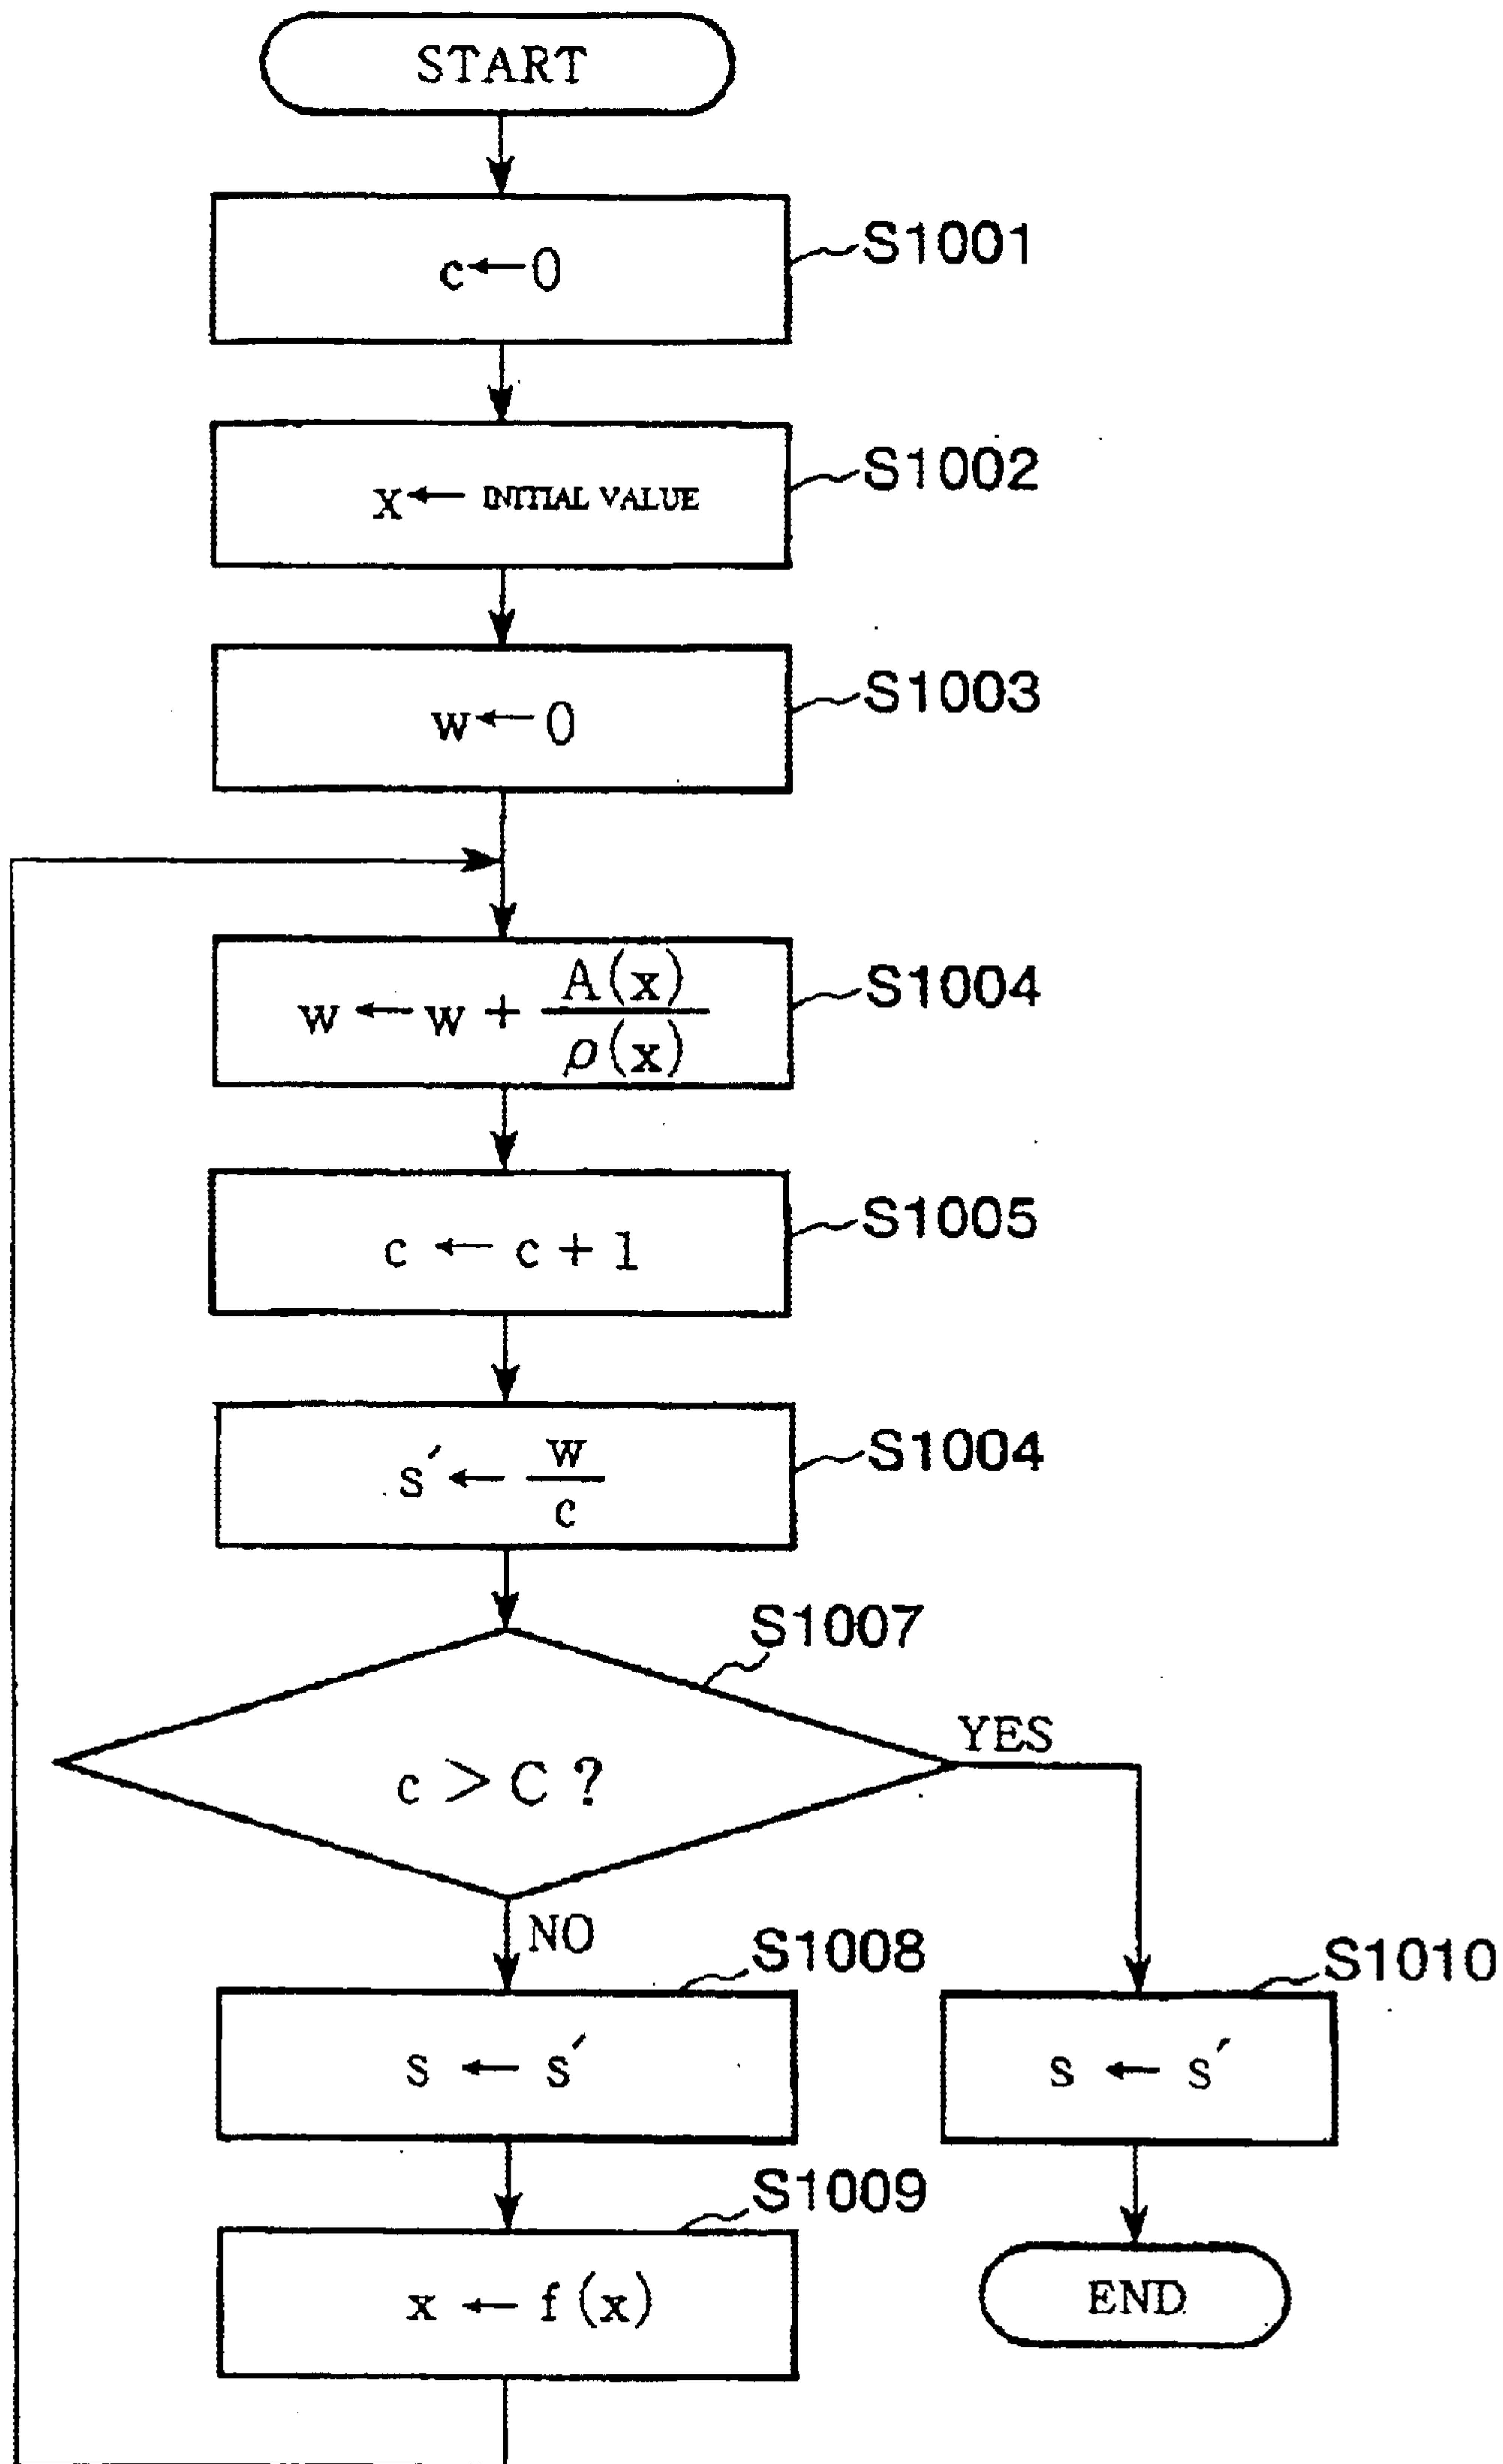 START
c ← 0
S1001
x ← INITIAL VALUE
S1002
w ← 0
S1003
w ← w + A(x) / ρ(x)
S1004
c ← c + 1
S1005
s′ ← w / c
S1004
S1007
c > C ?
YES
NO
S1008
S1010
s ← s′
s ← s′
S1009
x ← f(x)
END